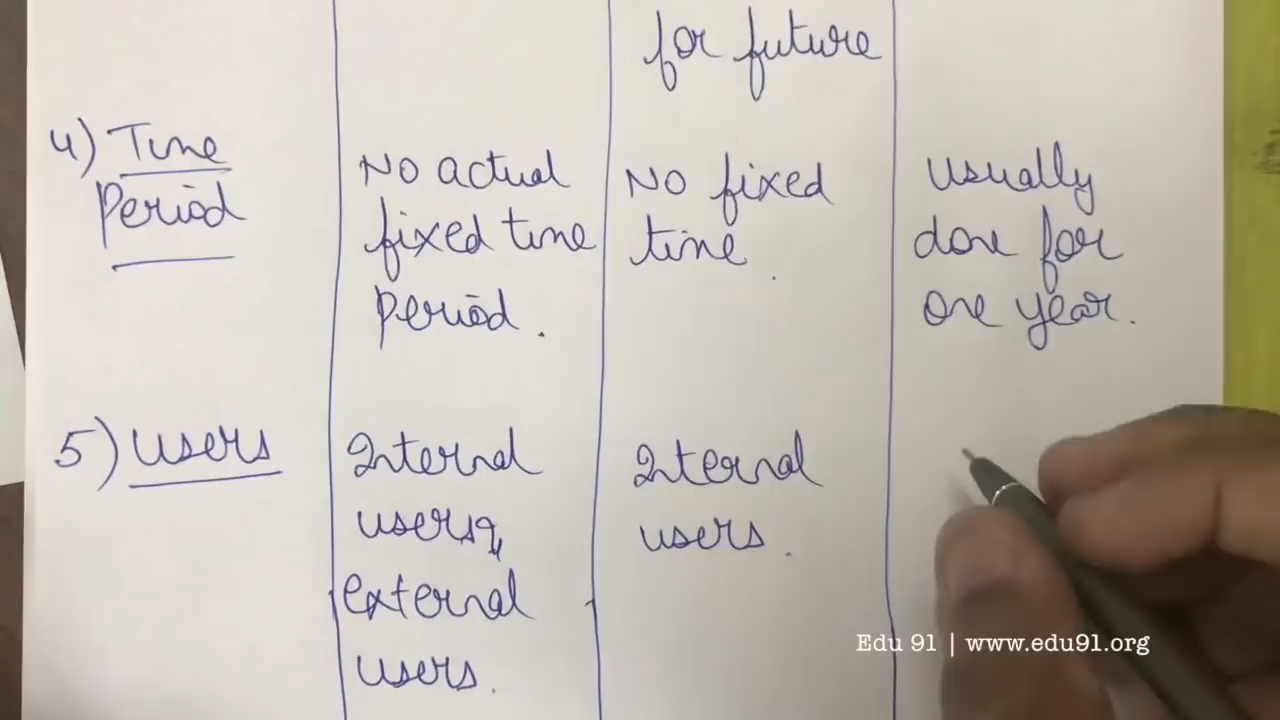 for future
4) Time
Period
No actual
fixed time
period.
No fixed
time.
usually
done for
one year.
5) users
Internal
users &
external
users.
Internal
users.
Edu 91 | www.edu91.org